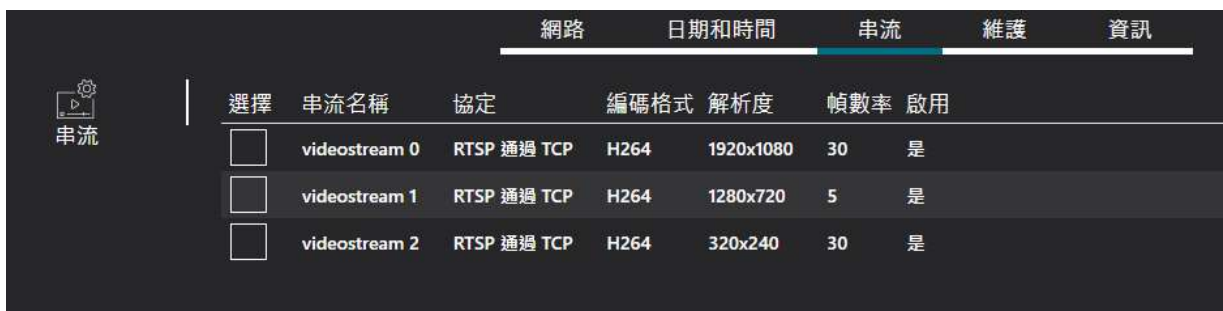 網路 日期和時間 串流 維護 資訊
串流
選擇 串流名稱 協定 編碼格式 解析度 幀數率 啟用
videostream 0 RTSP 通過 TCP H264 1920x1080 30 是
videostream 1 RTSP 通過 TCP H264 1280x720 5 是
videostream 2 RTSP 通過 TCP H264 320x240 30 是